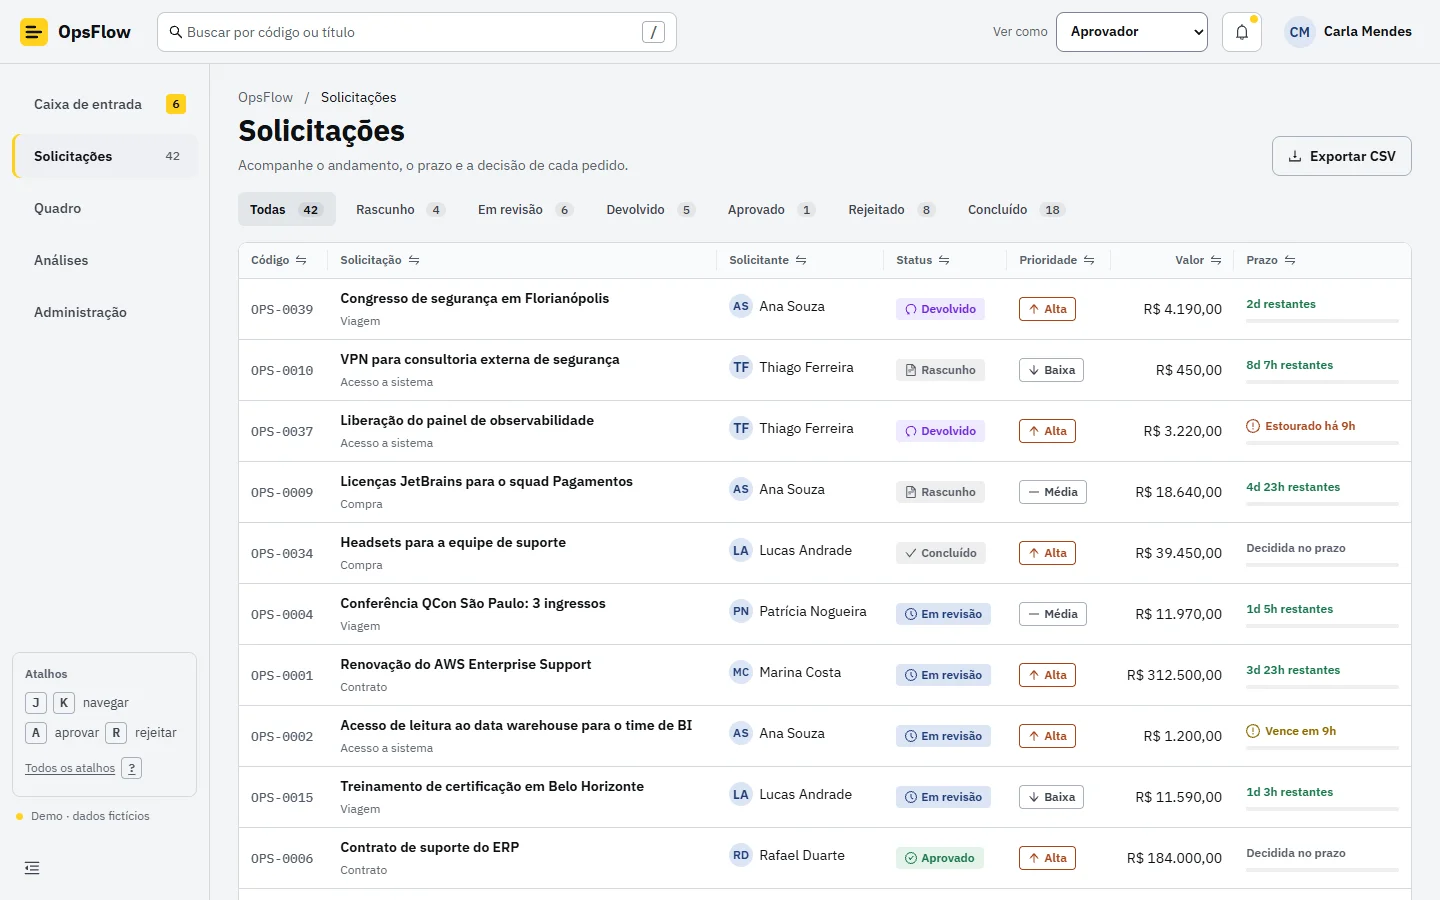 OpsFlow
Buscar por código ou título
/
Ver como
Aprovador
CM
Carla Mendes
Caixa de entrada 6
Solicitações 42
Quadro
Análises
Administração
Atalhos
J K navegar
A aprovar R rejeitar
Todos os atalhos ?
Demo · dados fictícios
OpsFlow / Solicitações
Solicitações
Acompanhe o andamento, o prazo e a decisão de cada pedido.
Exportar CSV
Todas 42 Rascunho 4 Em revisão 6 Devolvido 5 Aprovado 1 Rejeitado 8 Concluído 18
Código Solicitação Solicitante Status Prioridade Valor Prazo
OPS-0039 Congresso de segurança em Florianópolis AS Ana Souza Devolvido Alta R$ 4.190,00 2d restantes
Viagem
OPS-0010 VPN para consultoria externa de segurança TF Thiago Ferreira Rascunho Baixa R$ 450,00 8d 7h restantes
Acesso a sistema
OPS-0037 Liberação do painel de observabilidade TF Thiago Ferreira Devolvido Alta R$ 3.220,00 Estourado há 9h
Acesso a sistema
OPS-0009 Licenças JetBrains para o squad Pagamentos AS Ana Souza Rascunho Média R$ 18.640,00 4d 23h restantes
Compra
OPS-0034 Headsets para a equipe de suporte LA Lucas Andrade Concluído Alta R$ 39.450,00 Decidida no prazo
Compra
OPS-0004 Conferência QCon São Paulo: 3 ingressos PN Patrícia Nogueira Em revisão Média R$ 11.970,00 1d 5h restantes
Viagem
OPS-0001 Renovação do AWS Enterprise Support MC Marina Costa Em revisão Alta R$ 312.500,00 3d 23h restantes
Contrato
OPS-0002 Acesso de leitura ao data warehouse para o time de BI AS Ana Souza Em revisão Alta R$ 1.200,00 Vence em 9h
Acesso a sistema
OPS-0015 Treinamento de certificação em Belo Horizonte LA Lucas Andrade Em revisão Baixa R$ 11.590,00 1d 3h restantes
Viagem
OPS-0006 Contrato de suporte do ERP RD Rafael Duarte Aprovado Alta R$ 184.000,00 Decidida no prazo
Contrato